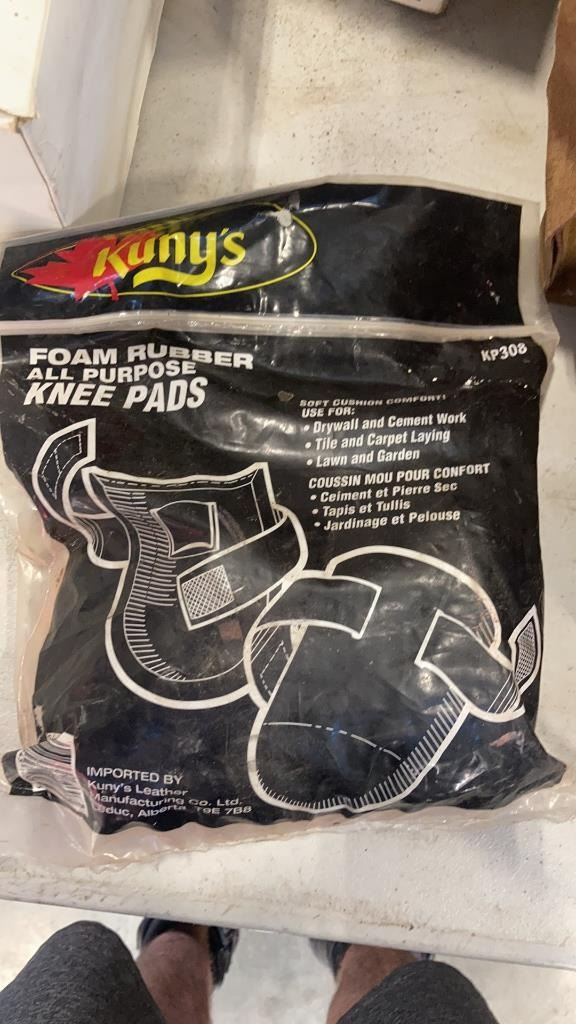 Kuny's
FOAM RUBBER
ALL PURPOSE
KNEE PADS
KP308
SOFT CUSHION COMFORT!
USE FOR:
• Drywall and Cement Work
• Tile and Carpet Laying
• Lawn and Garden
COUSSIN MOU POUR CONFORT
• Ceiment et Pierre Sec
• Tapis et Tullis
• Jardinage et Pelouse
IMPORTED BY
Kuny's Leather
Manufacturing Co. Ltd.
Leduc, Alberta T9E 7B8